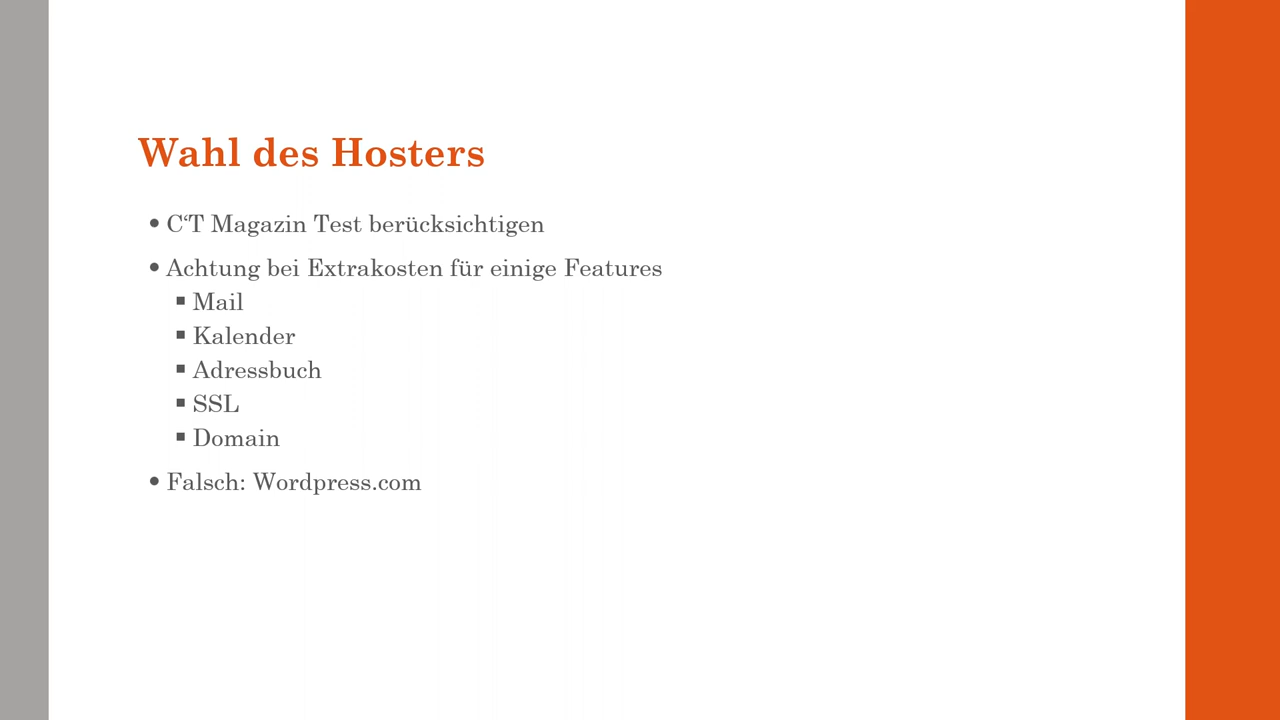 Wahl des Hosters
• C‘T Magazin Test berücksichtigen
• Achtung bei Extrakosten für einige Features
▪ Mail
▪ Kalender
▪ Adressbuch
▪ SSL
▪ Domain
• Falsch: Wordpress.com